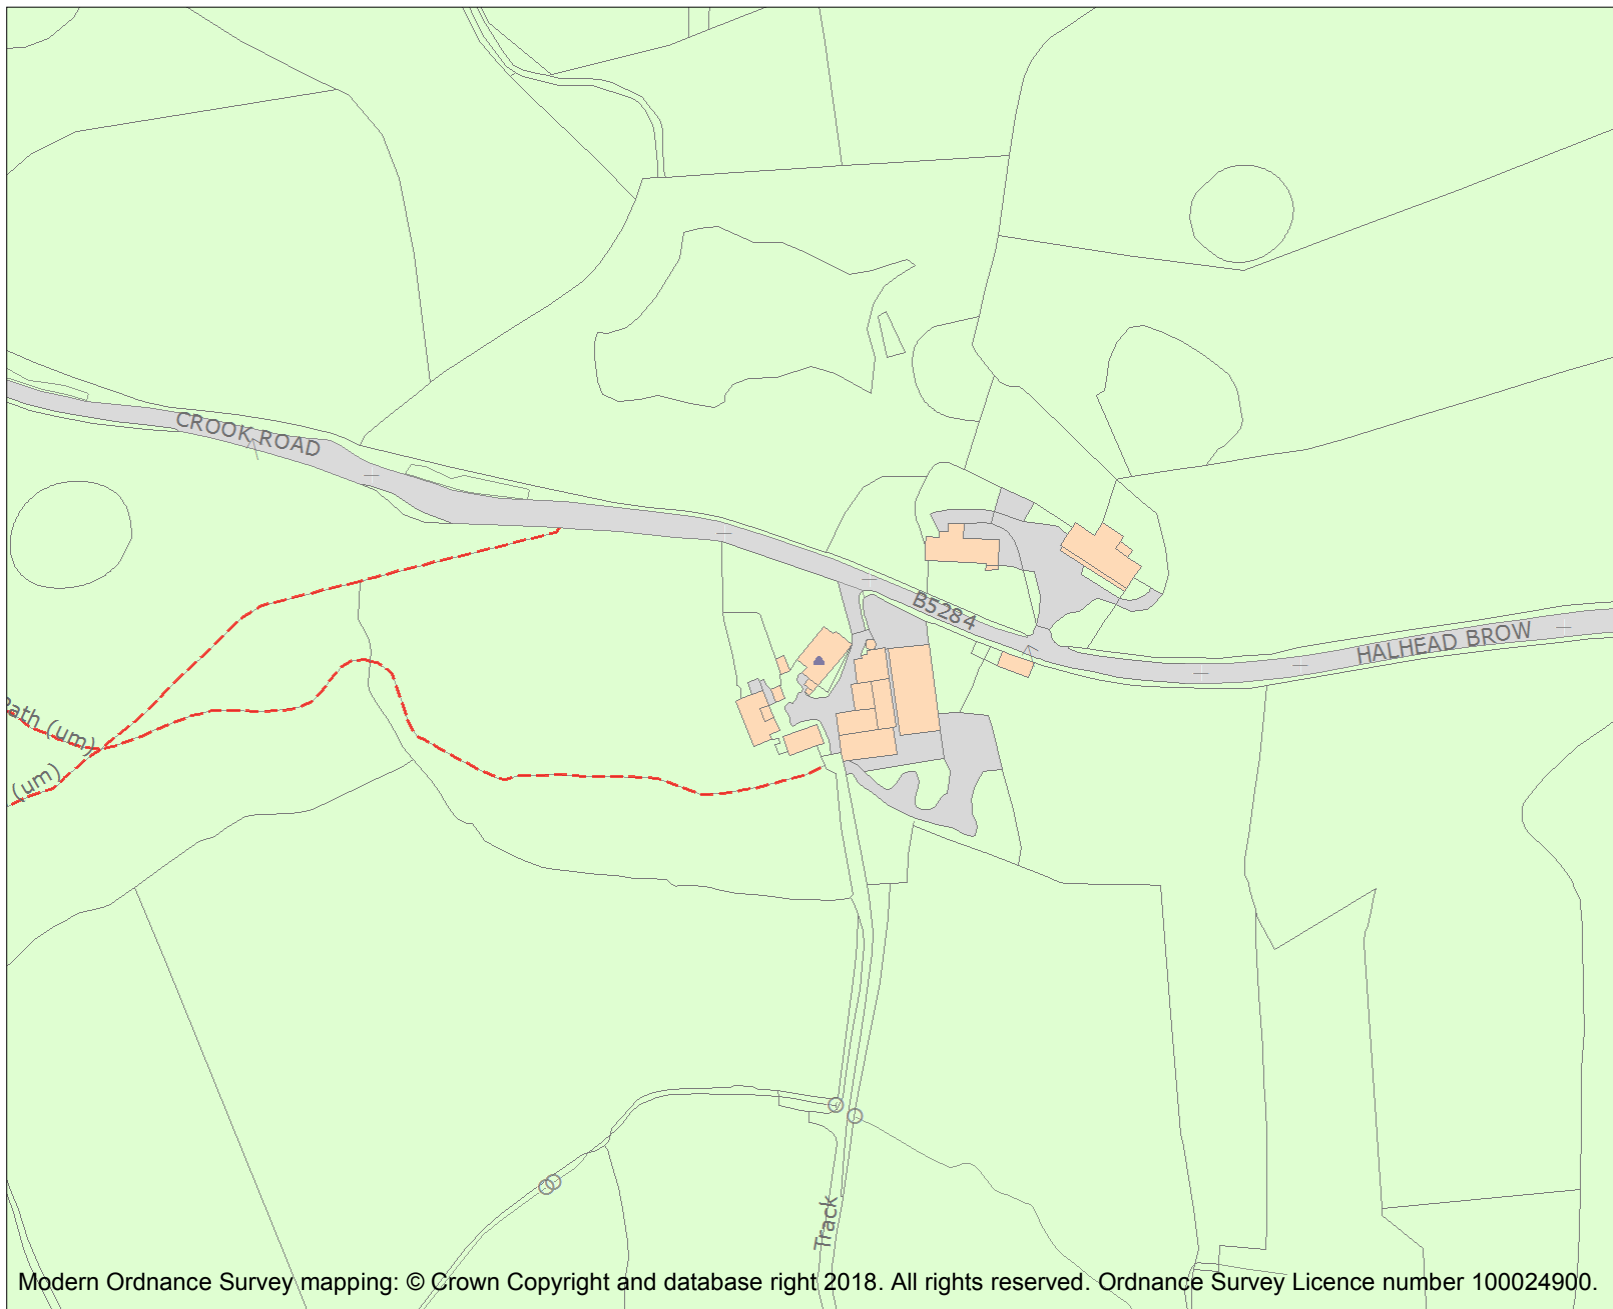 CROOK ROAD
B5284
HALHEAD BROW
Path (um)
(um)
Track
Modern Ordnance Survey mapping: © Crown Copyright and database right 2018. All rights reserved. Ordnance Survey Licence number 100024900.